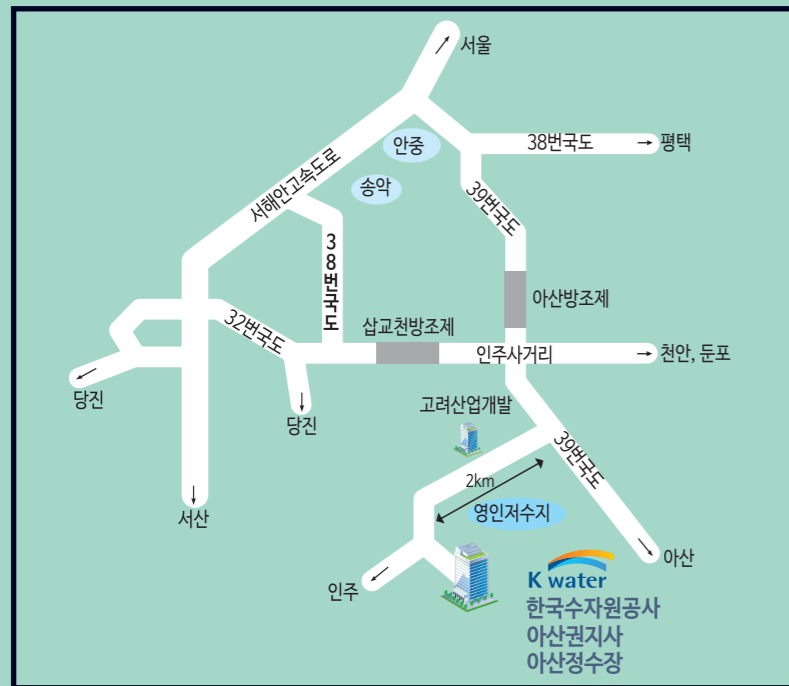 서울
안중
38번국도
평택
송악
서해안고속도로
39번국도
38번국도
아산방조제
32번국도
삽교천방조제
인주사거리
천안, 둔포
당진
당진
고려산업개발
39번국도
2km
영인저수지
서산
아산
인주
K water
한국수자원공사
아산권지사
아산정수장